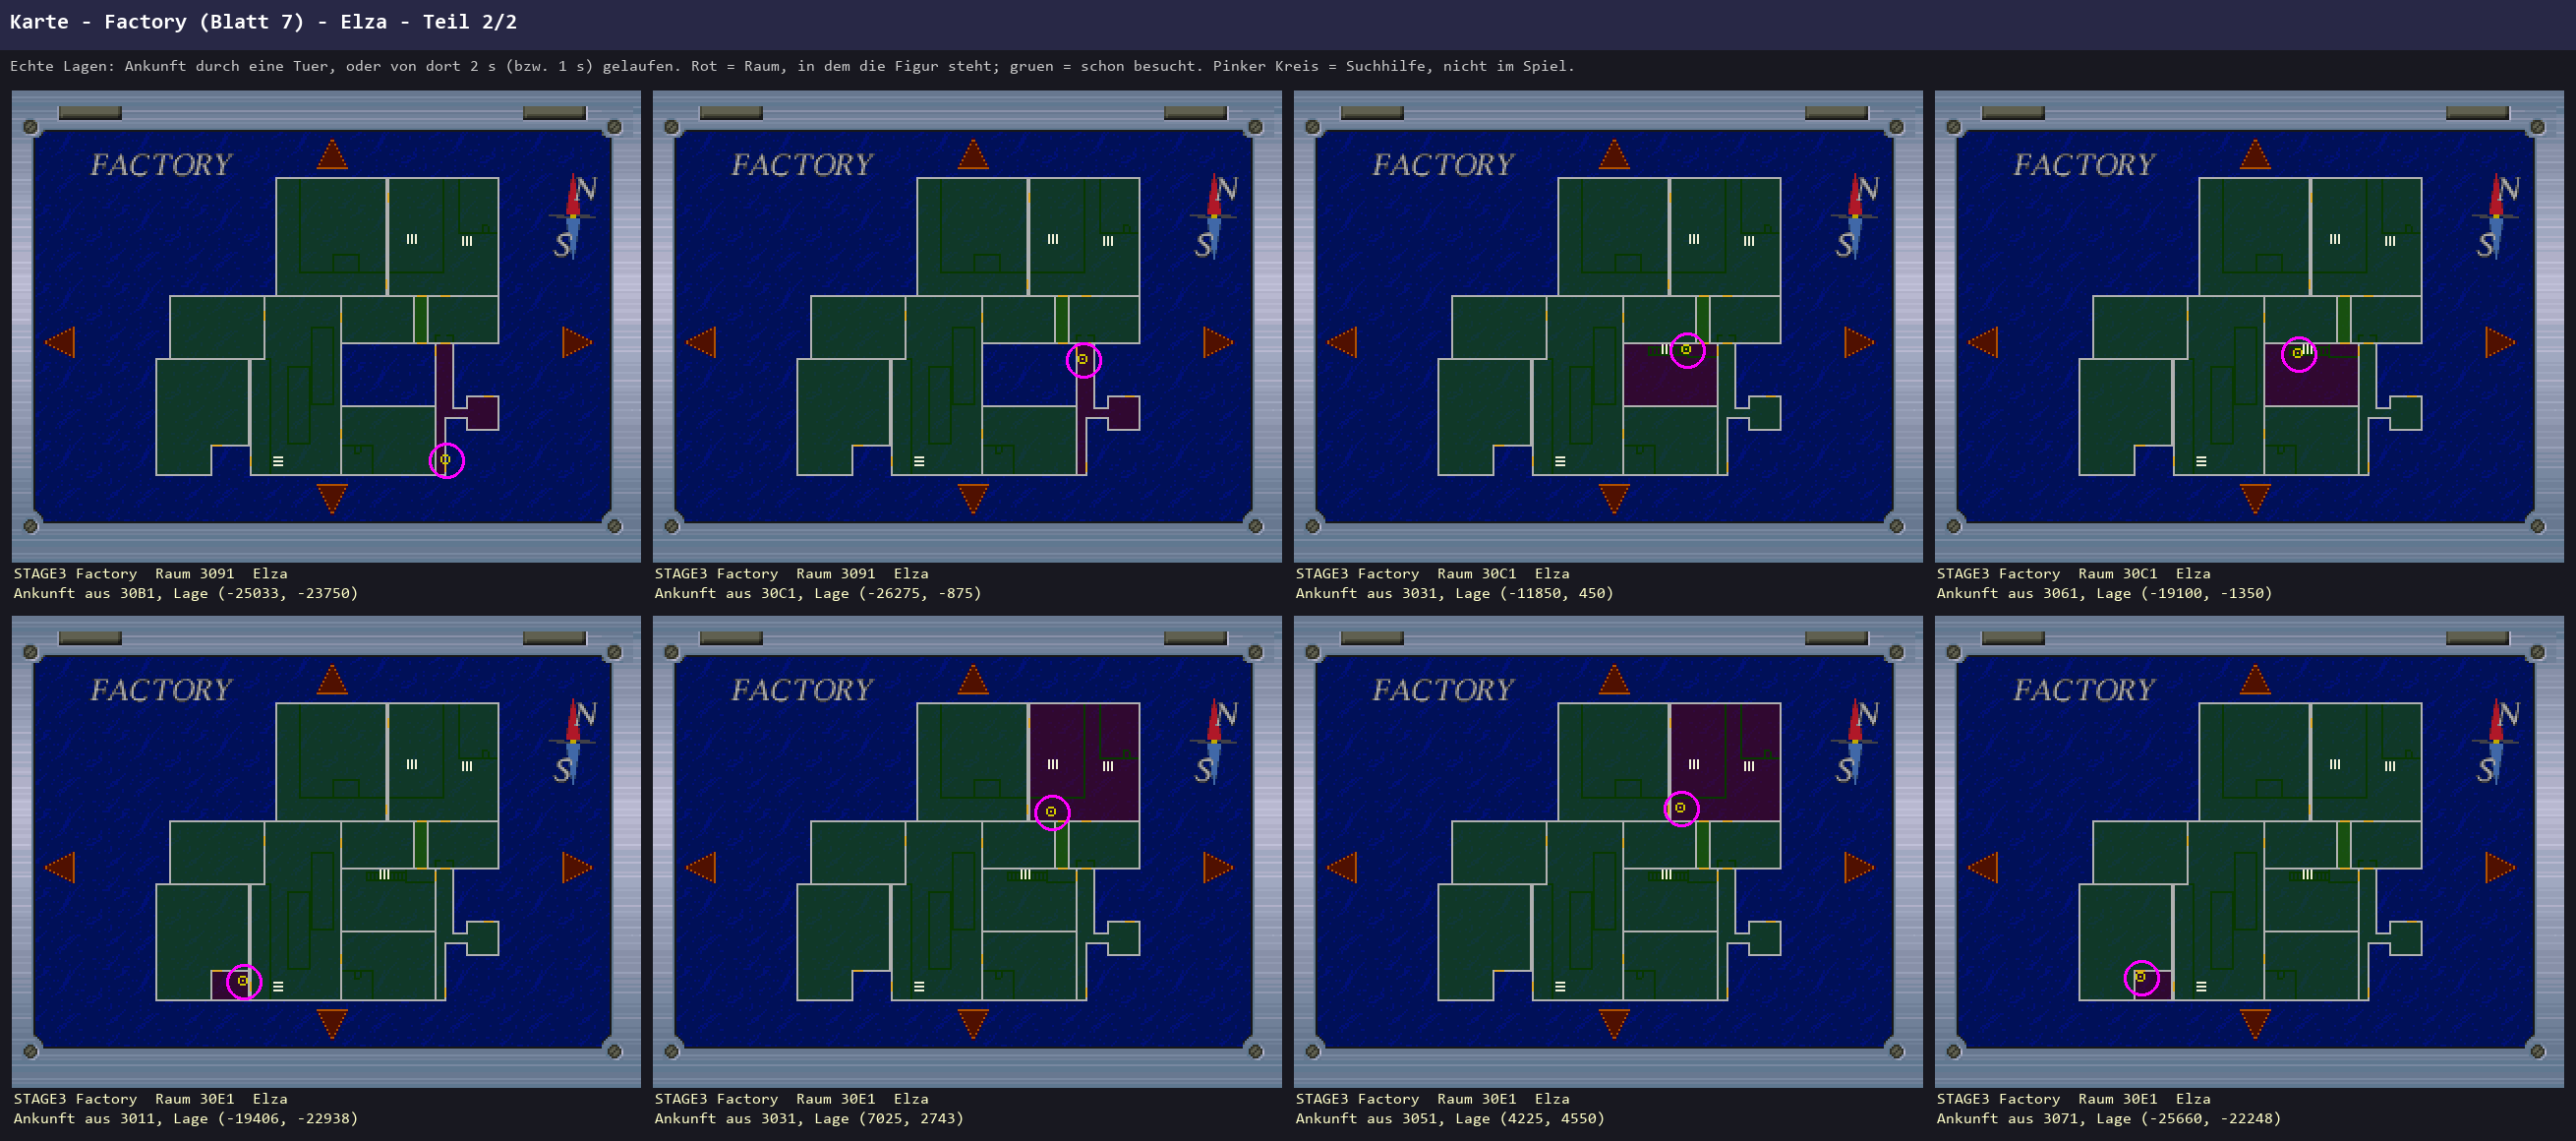 Karte - Factory (Blatt 7) - Elza - Teil 2/2
Echte Lagen: Ankunft durch eine Tuer, oder von dort 2 s (bzw. 1 s) gelaufen. Rot = Raum, in dem die Figur steht; gruen = schon besucht. Pinker Kreis = Suchhilfe, nicht im Spiel.
FACTORY N S
FACTORY N S
FACTORY N S
FACTORY N S
STAGE3 Factory  Raum 3091  Elza
Ankunft aus 30B1, Lage (-25033, -23750)
STAGE3 Factory  Raum 3091  Elza
Ankunft aus 30C1, Lage (-26275, -875)
STAGE3 Factory  Raum 30C1  Elza
Ankunft aus 3031, Lage (-11850, 450)
STAGE3 Factory  Raum 30C1  Elza
Ankunft aus 3061, Lage (-19100, -1350)
FACTORY N S
FACTORY N S
FACTORY N S
FACTORY N S
STAGE3 Factory  Raum 30E1  Elza
Ankunft aus 3011, Lage (-19406, -22938)
STAGE3 Factory  Raum 30E1  Elza
Ankunft aus 3031, Lage (7025, 2743)
STAGE3 Factory  Raum 30E1  Elza
Ankunft aus 3051, Lage (4225, 4550)
STAGE3 Factory  Raum 30E1  Elza
Ankunft aus 3071, Lage (-25660, -22248)